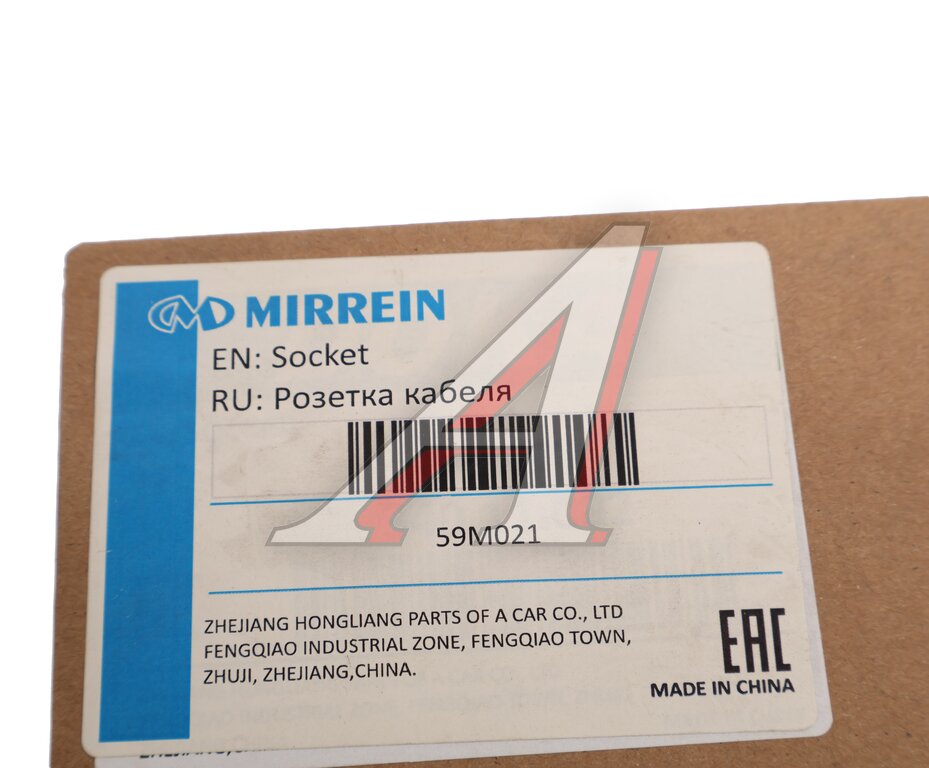 MIRREIN
EN: Socket
RU: Розетка кабеля
59M021
ZHEJIANG HONGLIANG PARTS OF A CAR CO., LTD
FENGQIAO INDUSTRIAL ZONE, FENGQIAO TOWN,
ZHUJI, ZHEJIANG,CHINA.
EAC
MADE IN CHINA